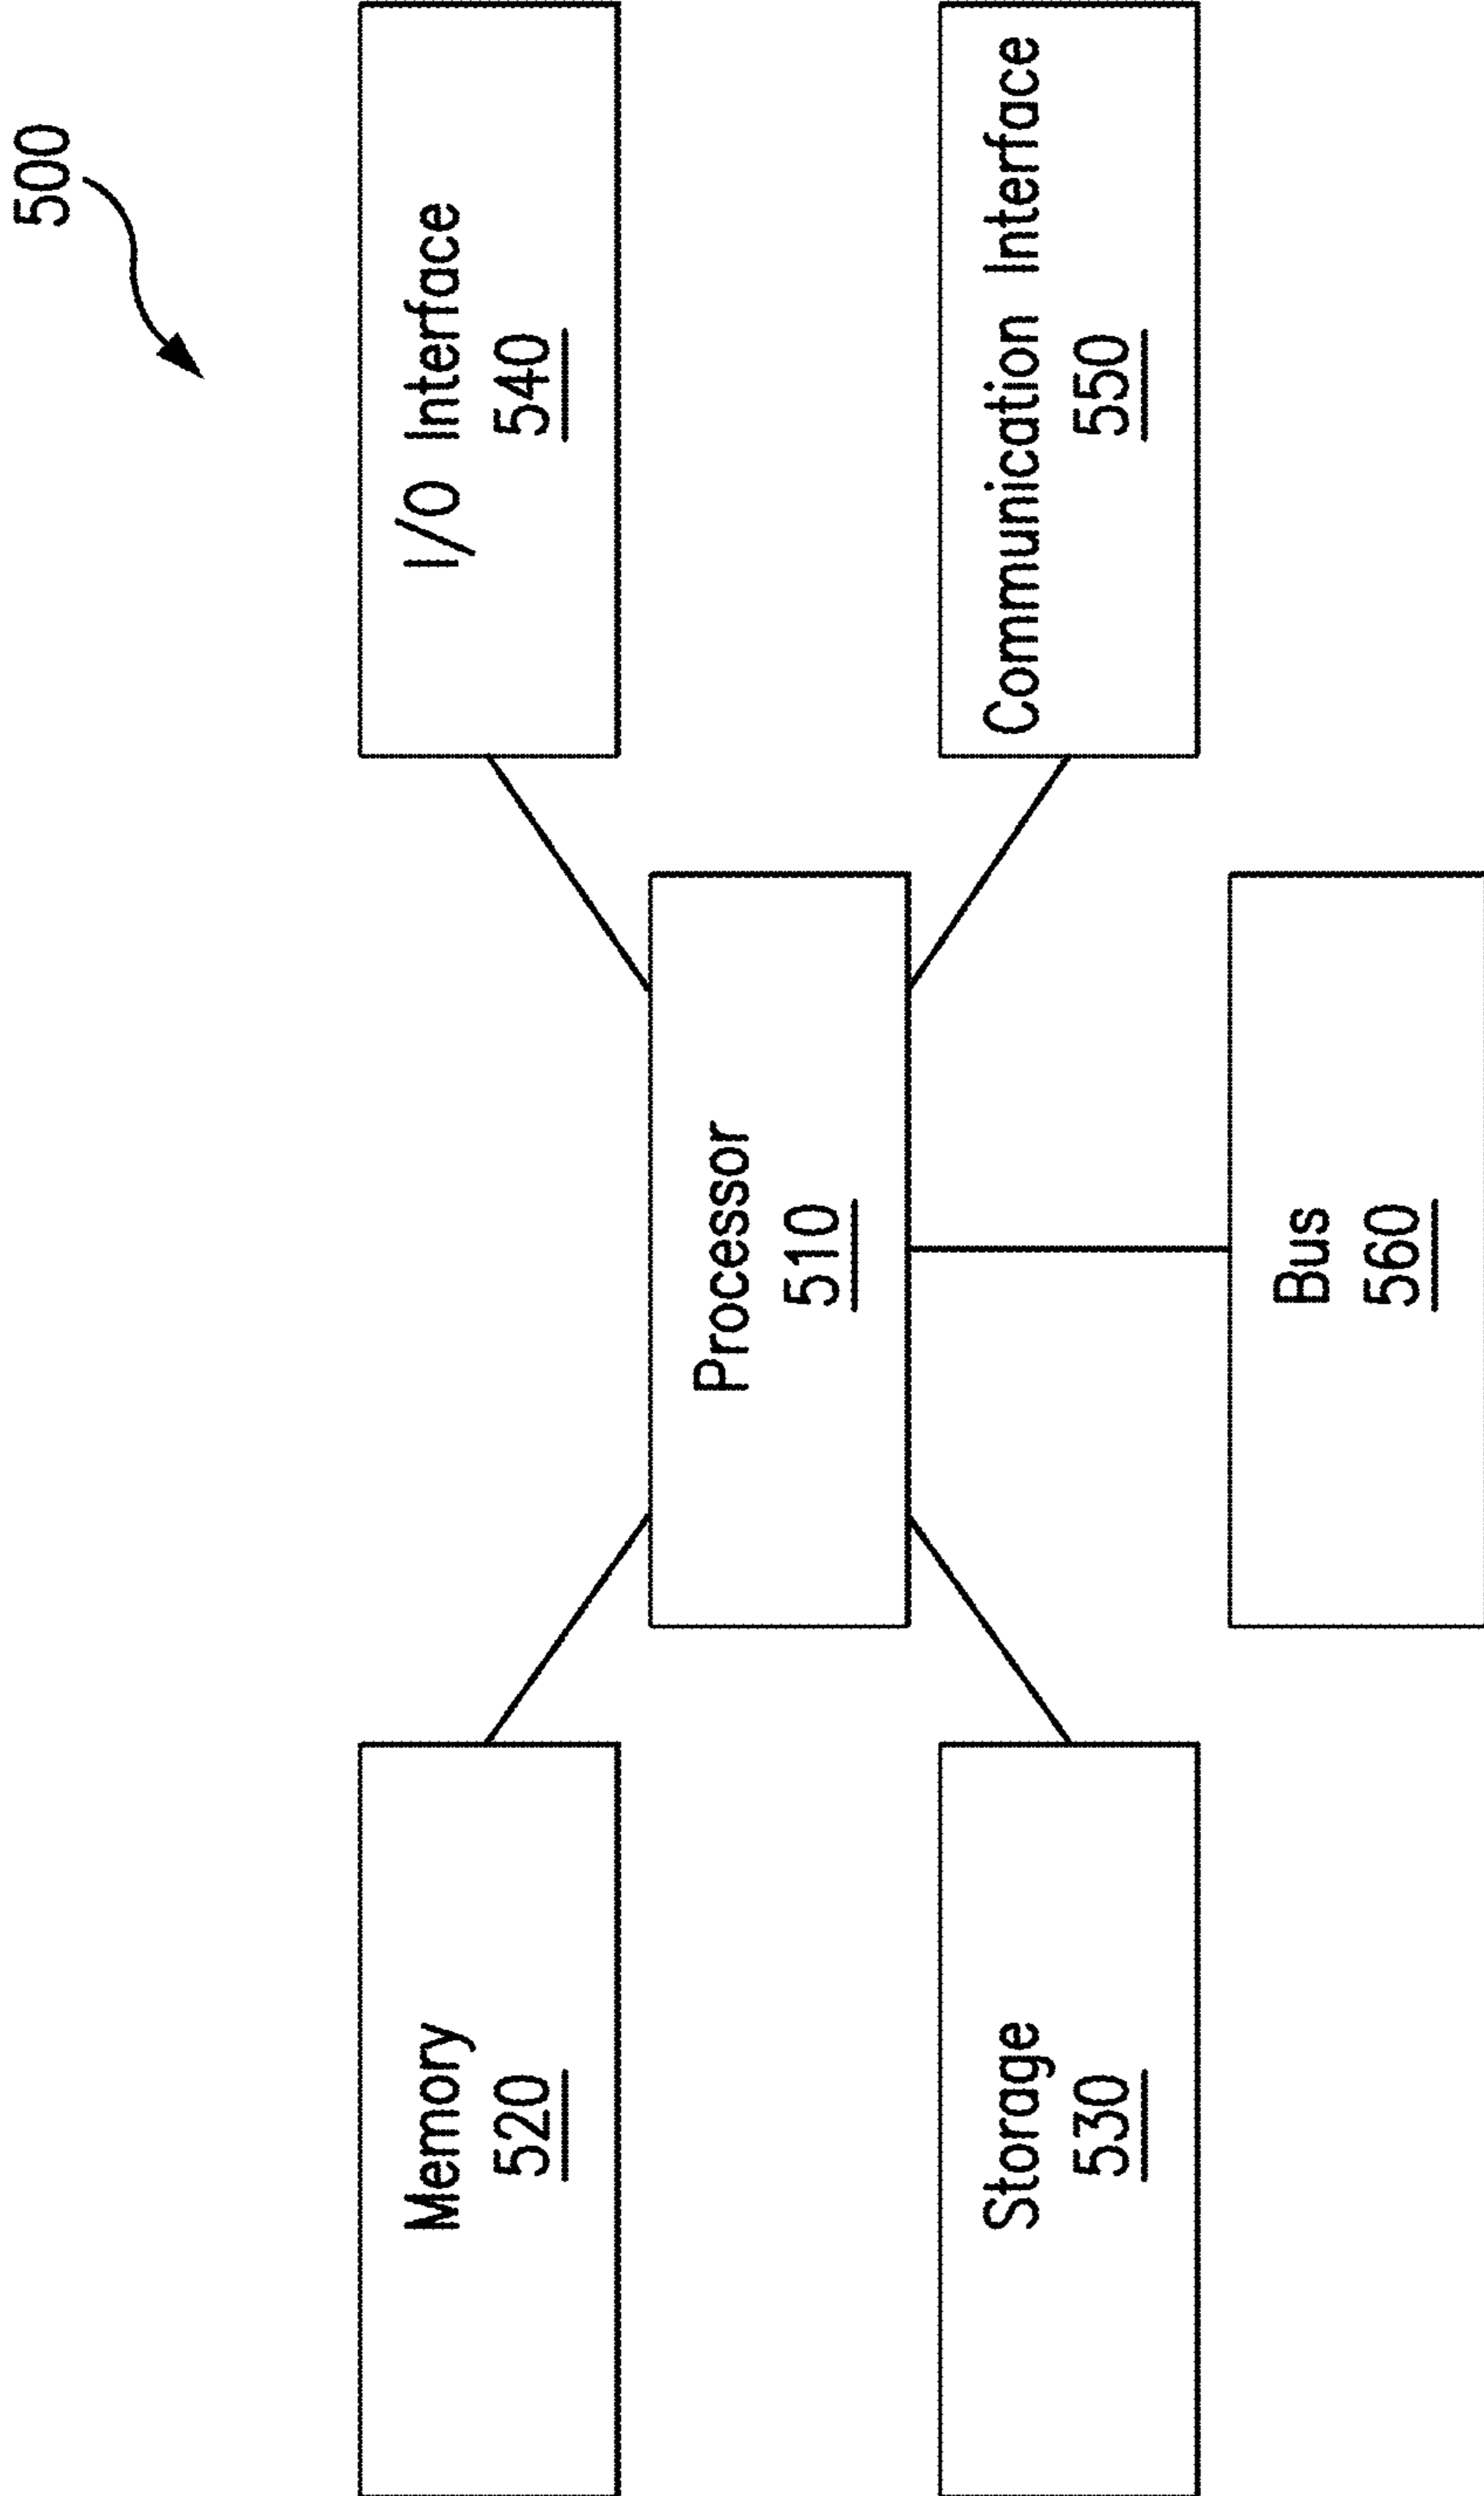 500
Memory
520
I/O Interface
540
Processor
510
Storage
530
Communication Interface
550
Bus
560